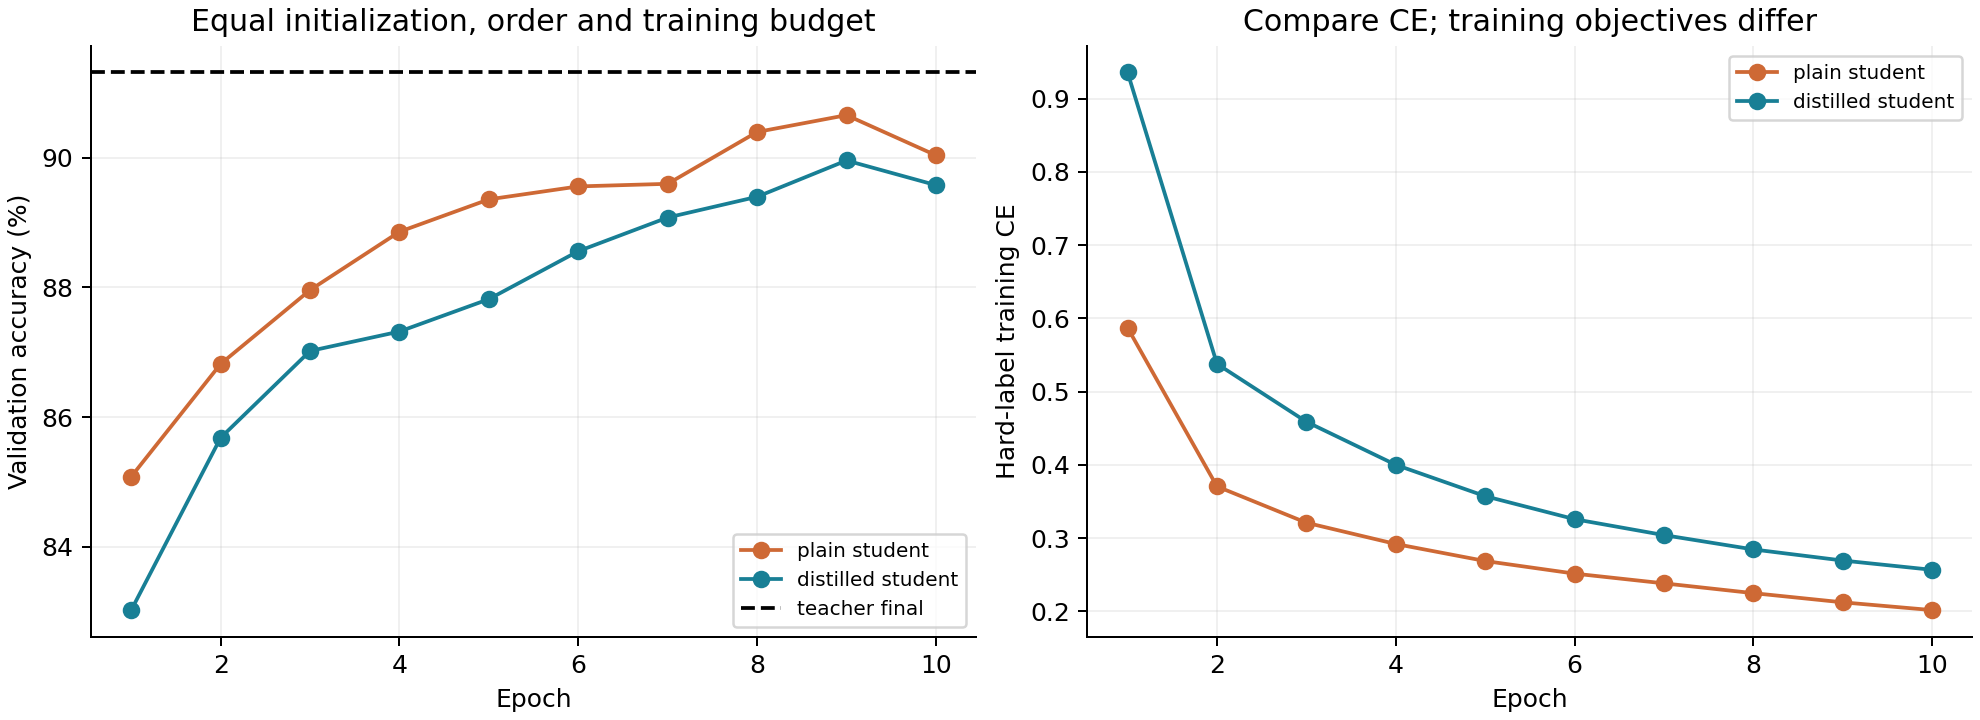 Equal initialization, order and training budget
Validation accuracy (%)
90
88
86
84
plain student
distilled student
teacher final
2 4 6 8 10
Epoch
Compare CE; training objectives differ
Hard-label training CE
0.9
0.8
0.7
0.6
0.5
0.4
0.3
0.2
plain student
distilled student
2 4 6 8 10
Epoch